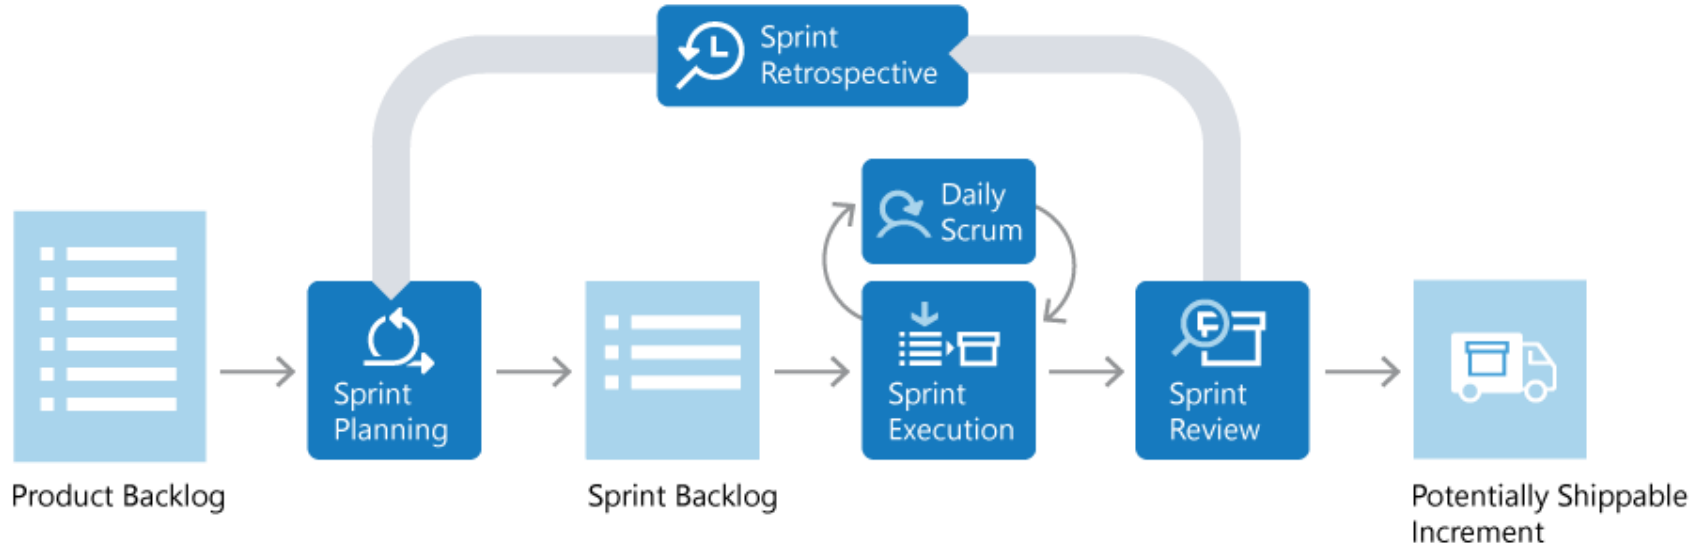 Sprint
Retrospective
Daily
Scrum
Sprint
Planning
Sprint
Execution
Sprint
Review
Product Backlog
Sprint Backlog
Potentially Shippable
Increment